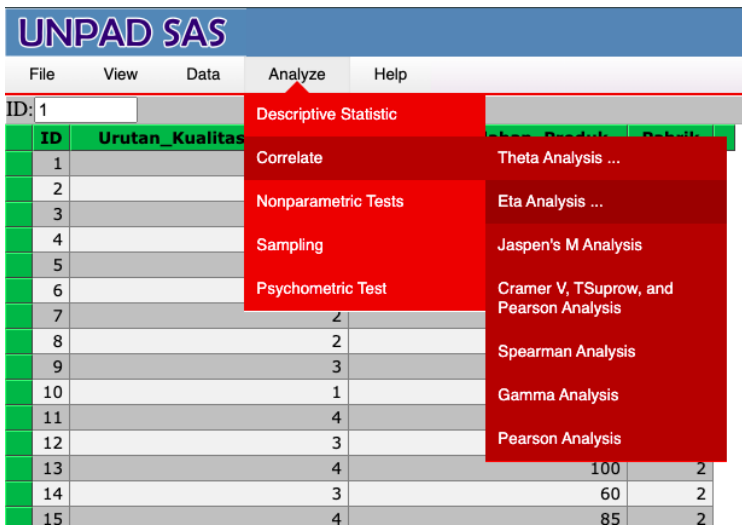 UNPAD SAS
File View Data Analyze Help
ID: 1
Descriptive Statistic
Correlate
Nonparametric Tests
Sampling
Psychometric Test
Theta Analysis ...
Eta Analysis ...
Jaspen's M Analysis
Cramer V, TSuprow, and
Pearson Analysis
Spearman Analysis
Gamma Analysis
Pearson Analysis
ID Urutan_Kualitas
1
2
3
4
5
6
7 2
8 2
9 3
10 1
11 4
12 3
13 4 100 2
14 3 60 2
15 4 85 2